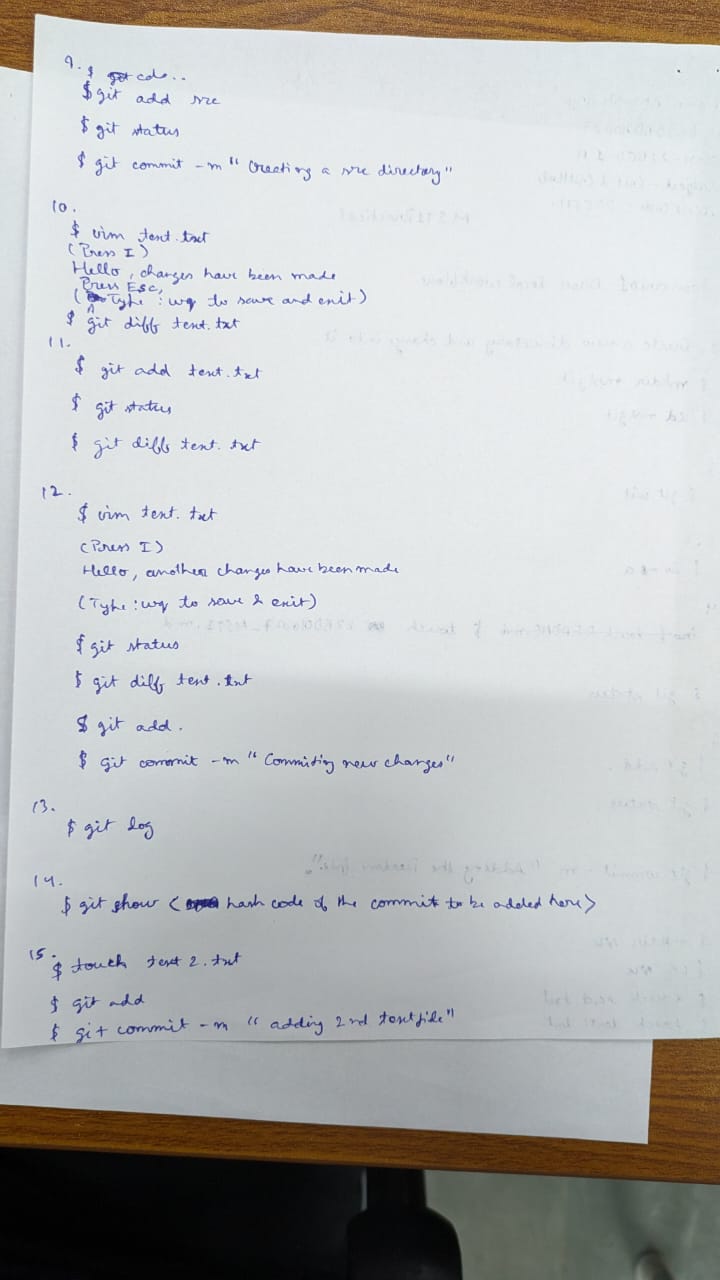 9.
$ cd ..
$ git add src
$ git status
$ git commit -m "Creating a src directory"
10.
$ vim text.txt
(Press I)
Hello, changes have been made
Press Esc,
(Type :wq to save and exit)
$ git diff text.txt
11.
$ git add text.txt
$ git status
$ git diff text.txt
12.
$ vim text.txt
(Press I)
Hello, another changes have been made
(Type :wq to save & exit)
$ git status
$ git diff text.txt
$ git add .
$ git commit -m "Commiting new changes"
13.
$ git log
14.
$ git show < hash code of the commit to be added here>
15.
$ touch text2.txt
$ git add
$ git commit -m "adding 2nd textfile"